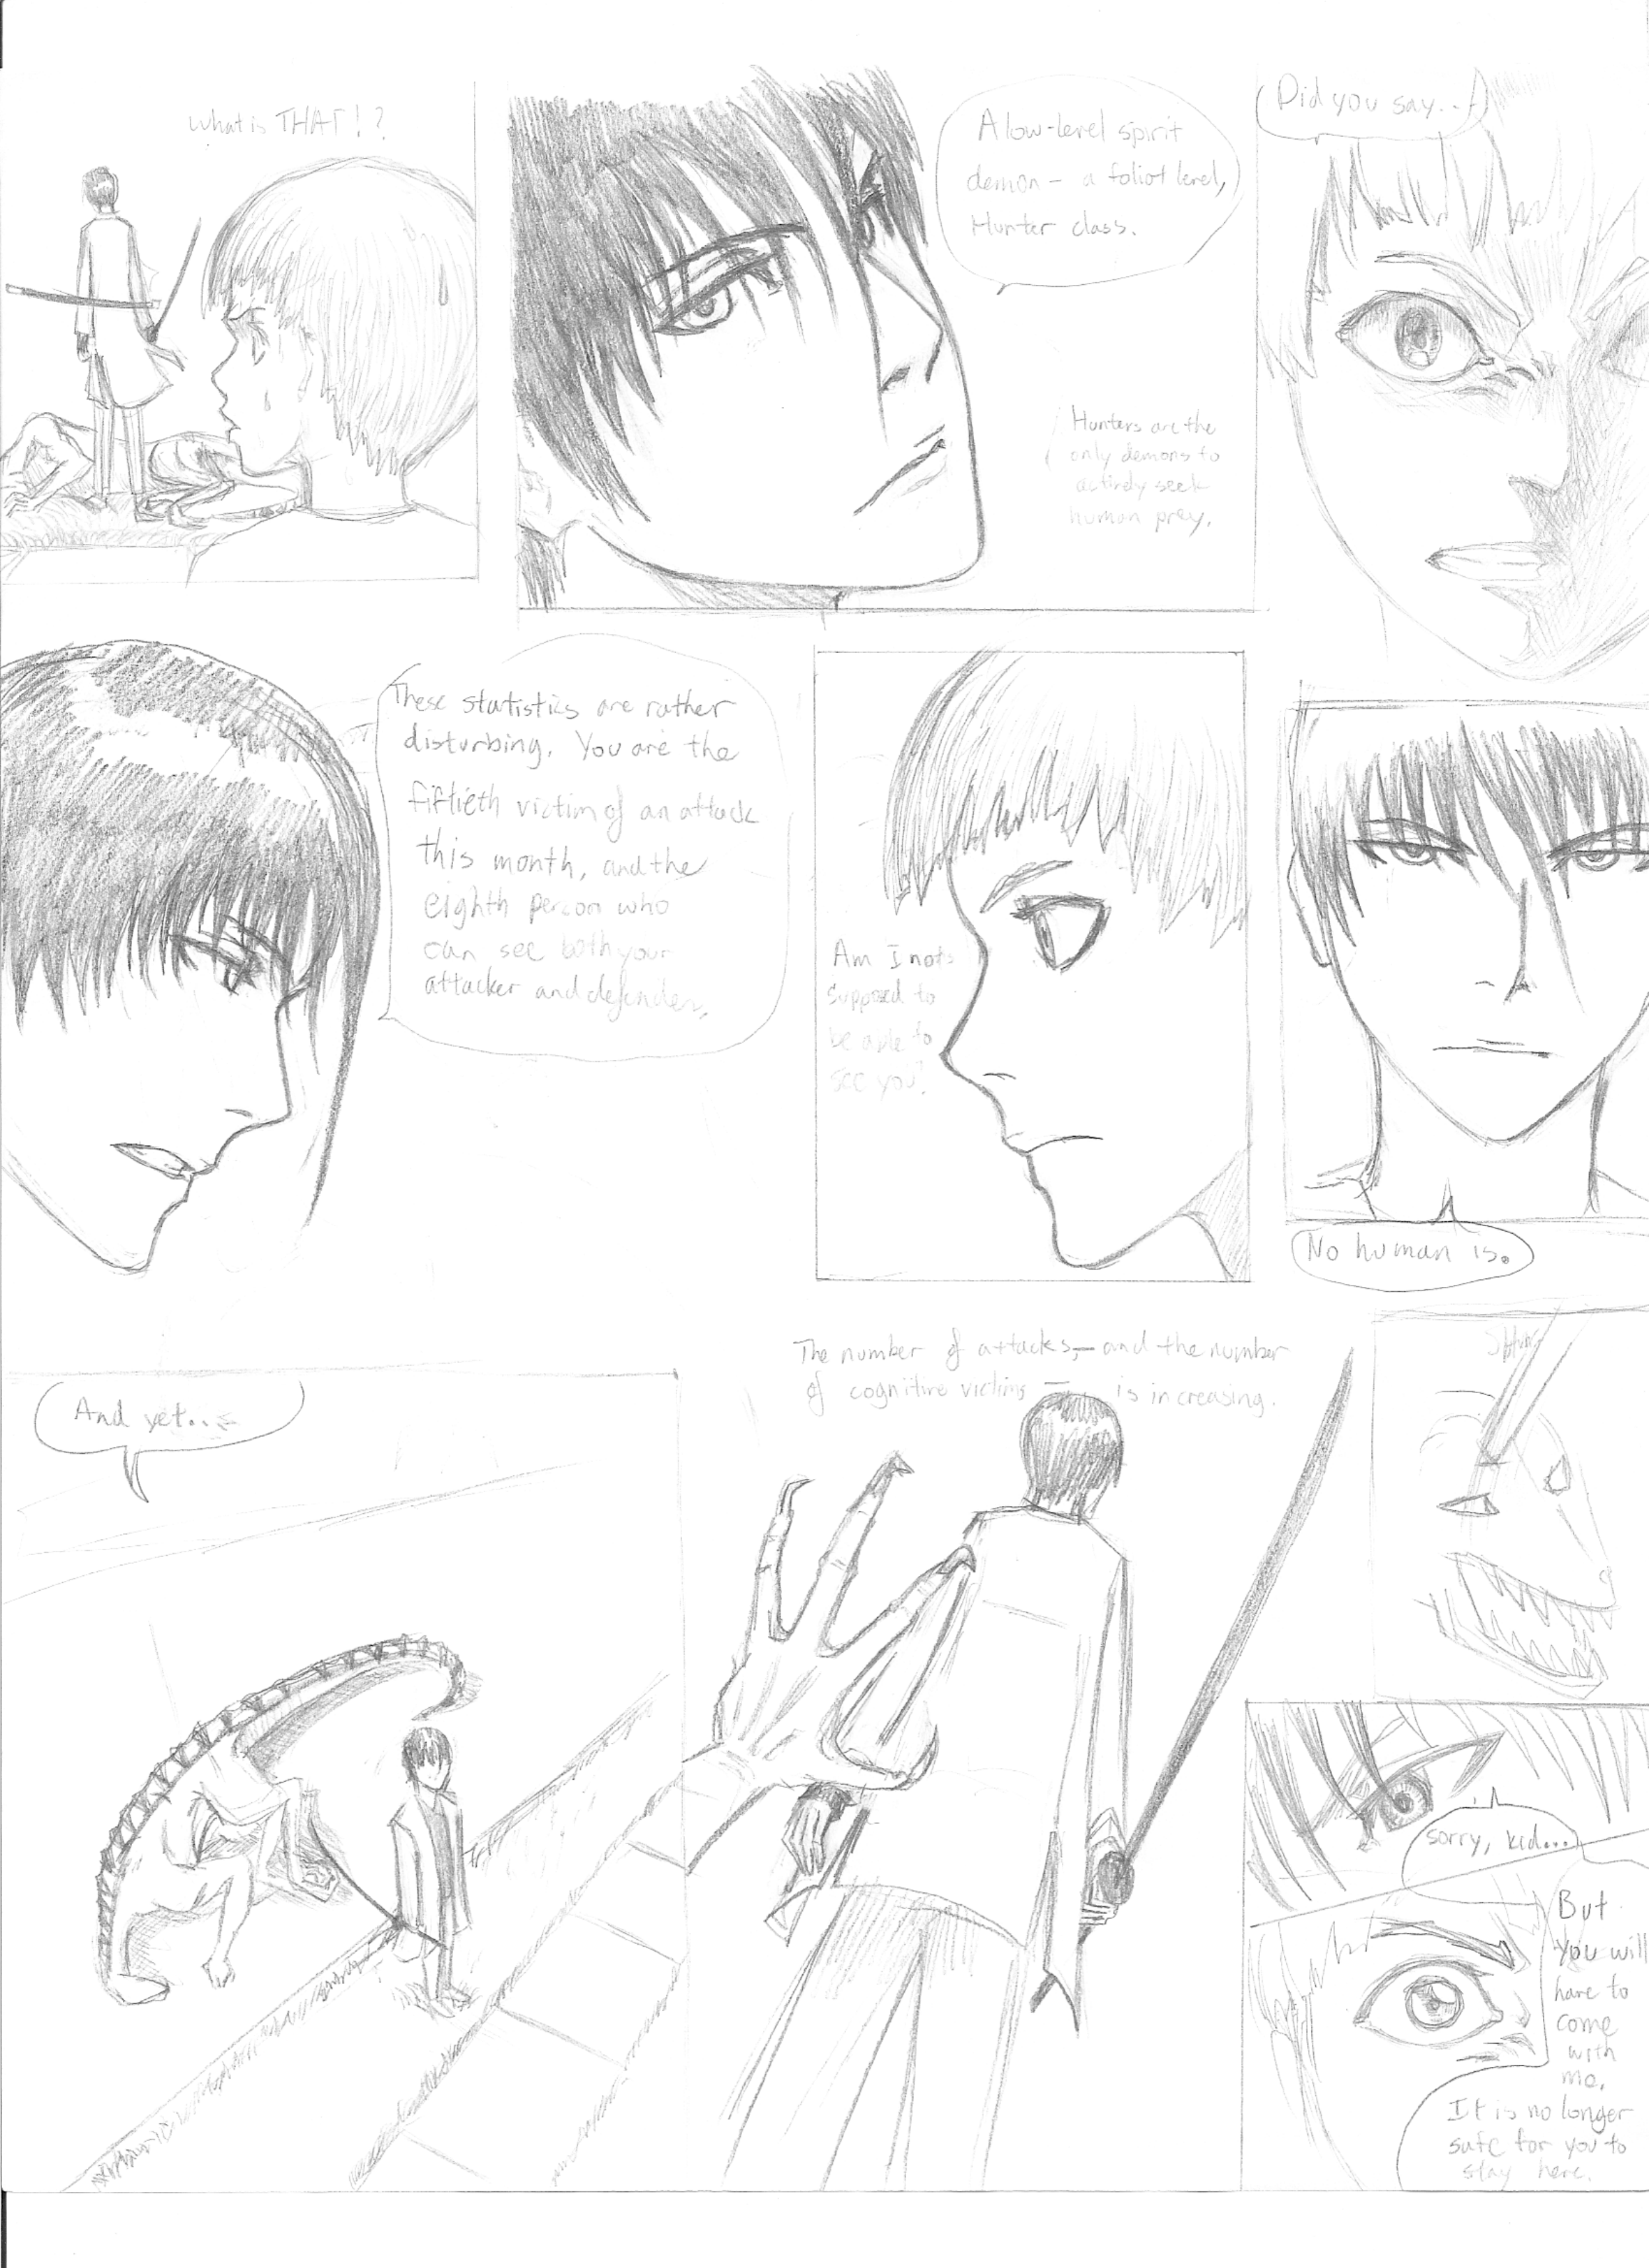 What is THAT!?
A low-level spirit
demon - a foliot level,
Hunter class.
Hunters are the
only demons to
actively seek
human prey.
Did you say...
These statistics are rather
disturbing. You are the
fiftieth victim of an attack
this month, and the
eighth person who
can see both your
attacker and defender.
Am I not
supposed to
be able to
see you?
No human is.
And yet...
The number of attacks, - and the number
of cognitive victims - is increasing.
sorry, kid...
But
you will
have to
come
with
me.
It is no longer
safe for you to
stay here.